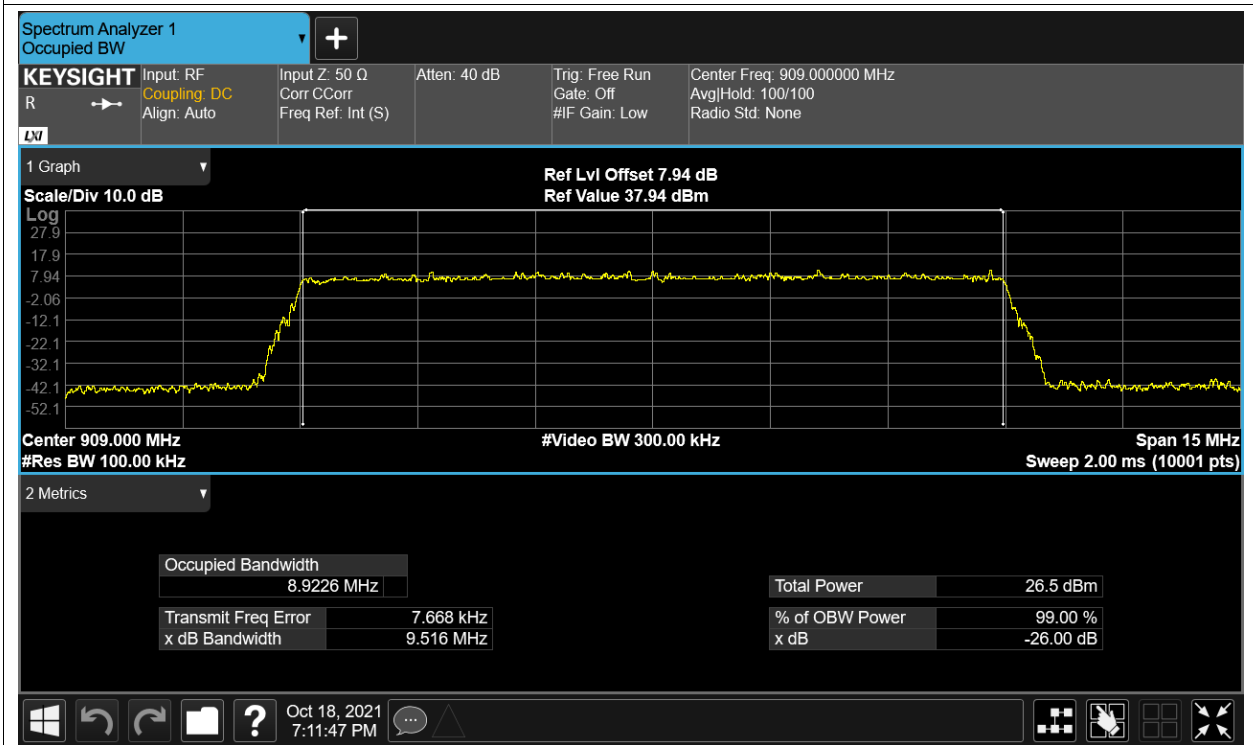 Spectrum Analyzer 1
Occupied BW
KEYSIGHT
R
LXI
Input: RF
Coupling: DC
Align: Auto
Input Z: 50 Ω
Corr CCorr
Freq Ref: Int (S)
Atten: 40 dB
Trig: Free Run
Gate: Off
#IF Gain: Low
Center Freq: 909.000000 MHz
Avg|Hold: 100/100
Radio Std: None
1 Graph
Scale/Div 10.0 dB
Ref Lvl Offset 7.94 dB
Ref Value 37.94 dBm
Log
27.9
17.9
7.94
-2.06
-12.1
-22.1
-32.1
-42.1
-52.1
Center 909.000 MHz
#Video BW 300.00 kHz
Span 15 MHz
#Res BW 100.00 kHz
Sweep 2.00 ms (10001 pts)
2 Metrics
Occupied Bandwidth
8.9226 MHz
Transmit Freq Error 7.668 kHz
x dB Bandwidth 9.516 MHz
Total Power 26.5 dBm
% of OBW Power 99.00 %
x dB -26.00 dB
?
Oct 18, 2021
7:11:47 PM